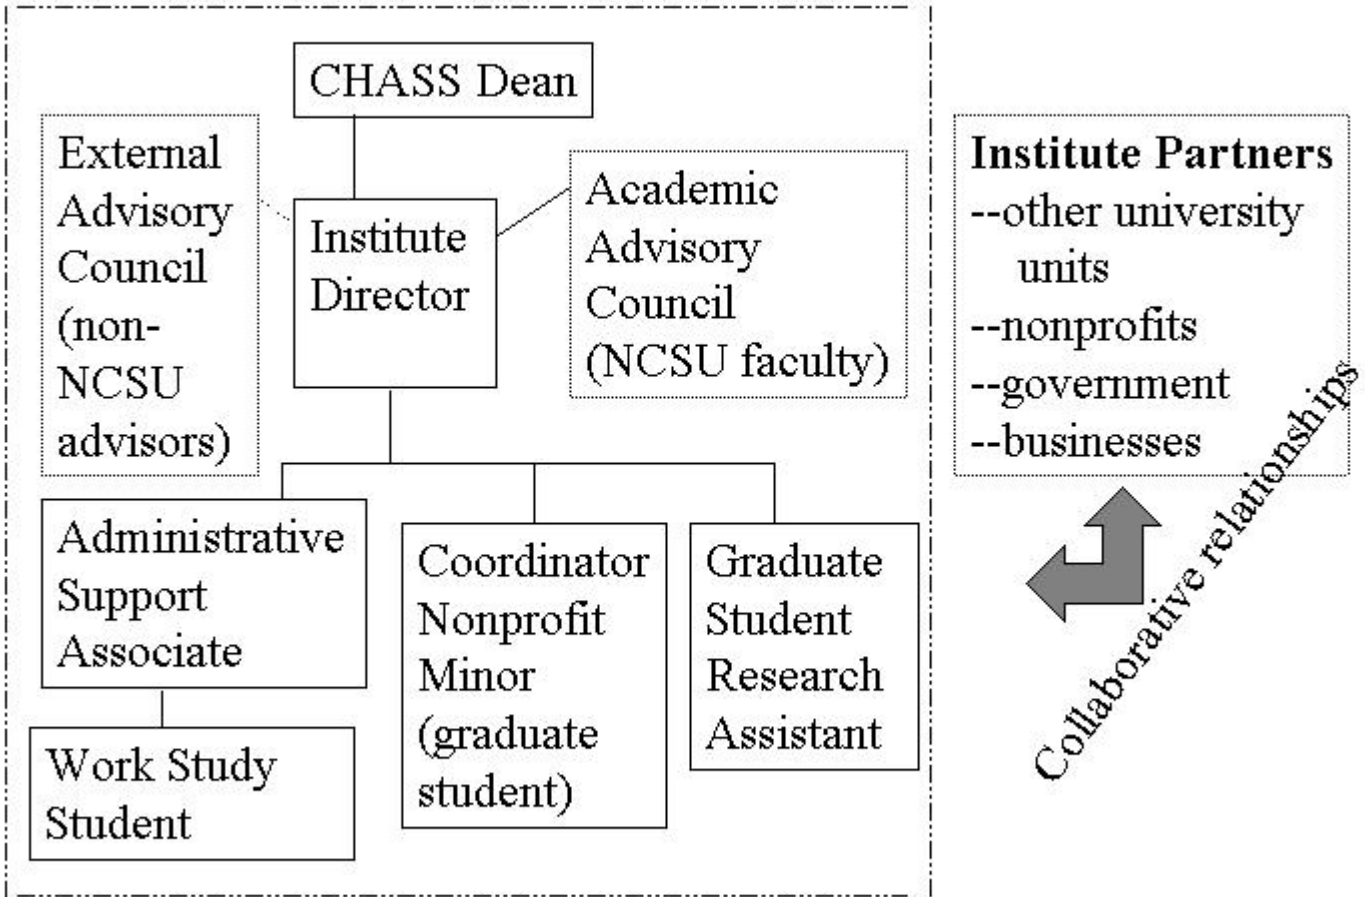 CHASS Dean
External
Advisory
Council
(non-
NCSU
advisors)
Institute
Director
Academic
Advisory
Council
(NCSU faculty)
Administrative
Support
Associate
Work Study
Student
Coordinator
Nonprofit
Minor
(graduate
student)
Graduate
Student
Research
Assistant
Institute Partners
--other university
units
--nonprofits
--government
--businesses
Collaborative relationships